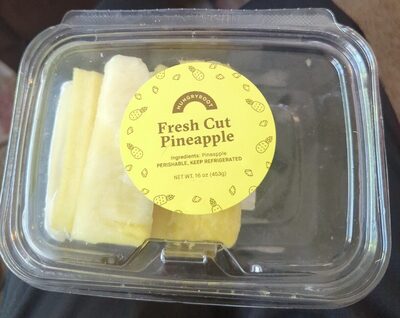 HUNGRYROOT
Fresh Cut
Pineapple
Ingredients: Pineapple
PERISHABLE, KEEP REFRIGERATED
NET WT. 16 oz (453g)